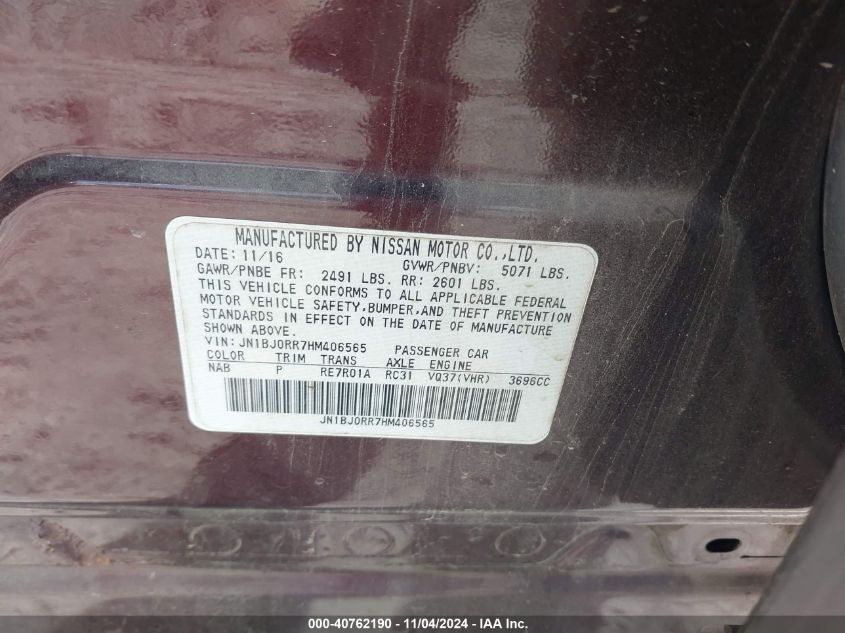 MANUFACTURED BY NISSAN MOTOR CO.,LTD.
DATE: 11/16 GVWR/PNBV: 5071 LBS.
GAWR/PNBE FR: 2491 LBS. RR: 2601 LBS.
THIS VEHICLE CONFORMS TO ALL APPLICABLE FEDERAL
MOTOR VEHICLE SAFETY,BUMPER,AND THEFT PREVENTION
STANDARDS IN EFFECT ON THE DATE OF MANUFACTURE
SHOWN ABOVE.
VIN: JN1BJ0RR7HM406565 PASSENGER CAR
COLOR TRIM TRANS AXLE ENGINE
NAB P RE7R01A RC31 VQ37(VHR) 3696CC
JN1BJ0RR7HM406565
000-40762190 - 11/04/2024 - IAA Inc.